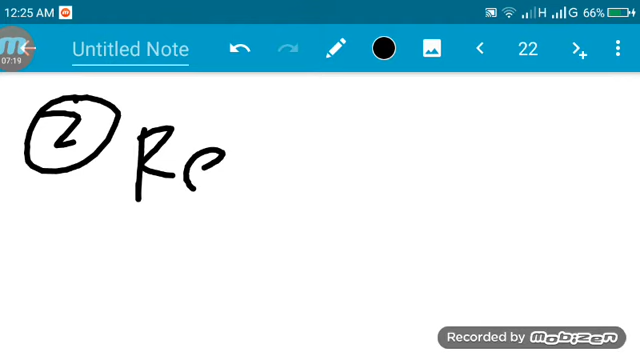 12:25 AM H G 66%
07:19 Untitled Note 22
② Re
Recorded by mobizen